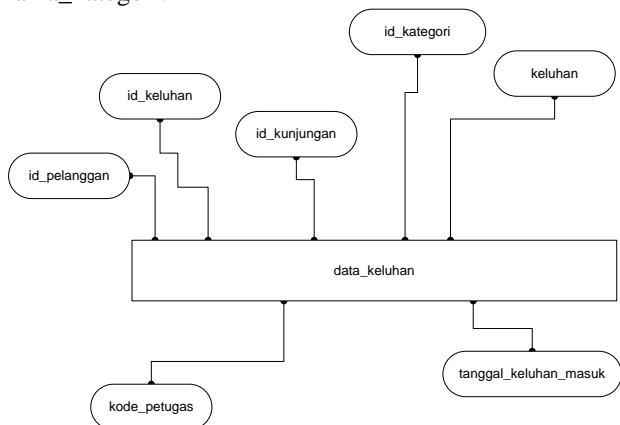 id_kategori
keluhan
id_keluhan
id_kunjungan
id_pelanggan
data_keluhan
tanggal_keluhan_masuk
kode_petugas